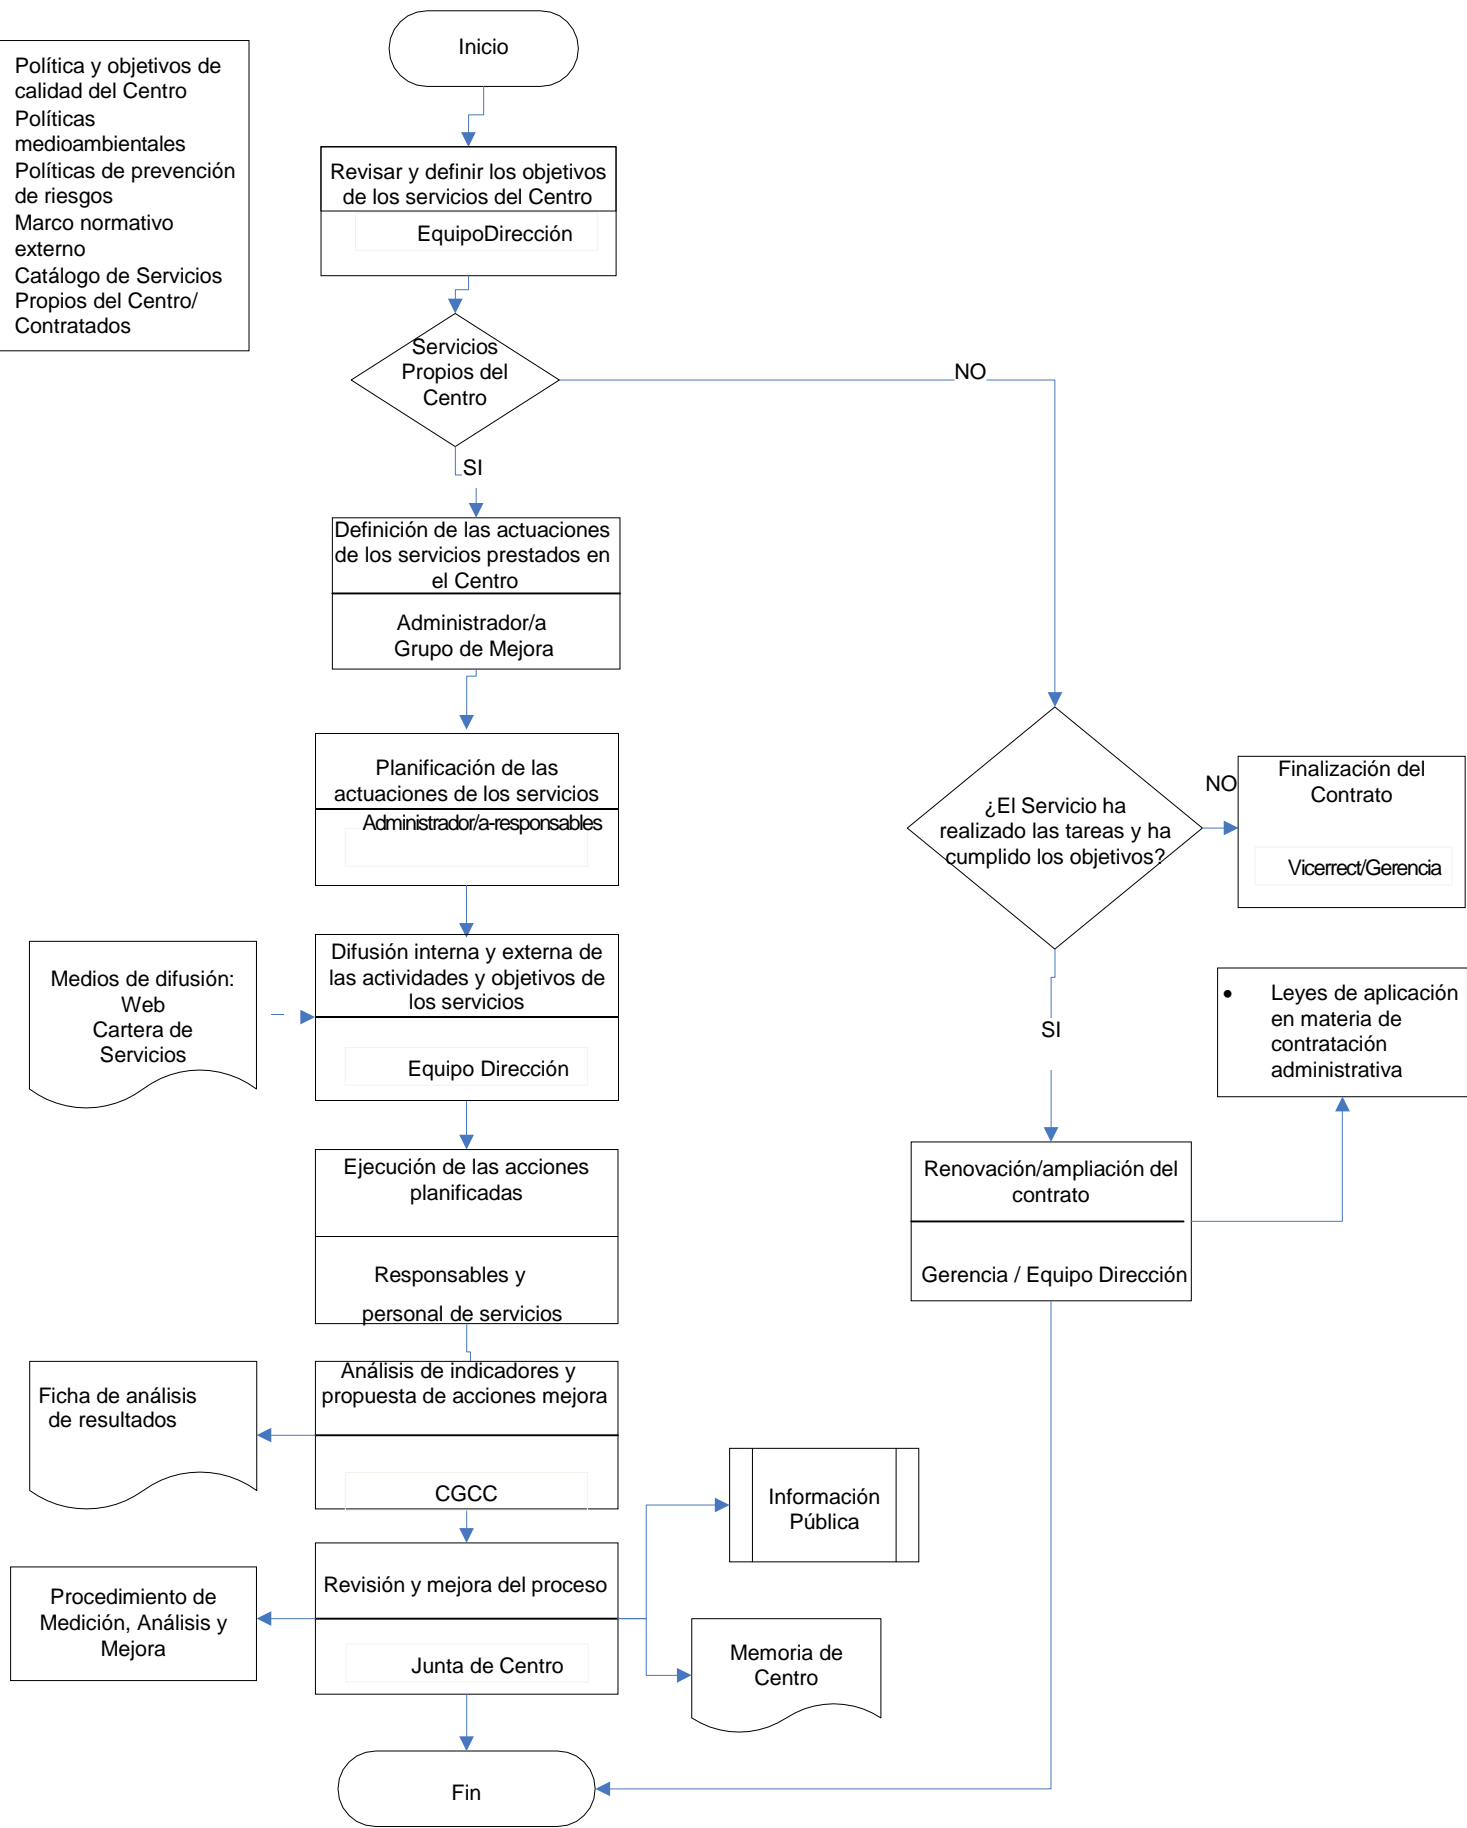 Inicio
Política y objetivos de
calidad del Centro
Políticas
medioambientales
Políticas de prevención
de riesgos
Marco normativo
externo
Catálogo de Servicios
Propios del Centro/
Contratados
Revisar y definir los objetivos
de los servicios del Centro
EquipoDirección
Servicios
Propios del
Centro
NO
SI
Definición de las actuaciones
de los servicios prestados en
el Centro
Administrador/a
Grupo de Mejora
Planificación de las
actuaciones de los servicios
Administrador/a-responsables
¿El Servicio ha
realizado las tareas y ha
cumplido los objetivos?
NO
Finalización del
Contrato
Vicerrect/Gerencia
Medios de difusión:
Web
Cartera de
Servicios
Difusión interna y externa de
las actividades y objetivos de
los servicios
Equipo Dirección
SI
• Leyes de aplicación
en materia de
contratación
administrativa
Ejecución de las acciones
planificadas
Responsables y
personal de servicios
Renovación/ampliación del
contrato
Gerencia / Equipo Dirección
Ficha de análisis
de resultados
Análisis de indicadores y
propuesta de acciones mejora
CGCC
Información
Pública
Procedimiento de
Medición, Análisis y
Mejora
Revisión y mejora del proceso
Junta de Centro
Memoria de
Centro
Fin